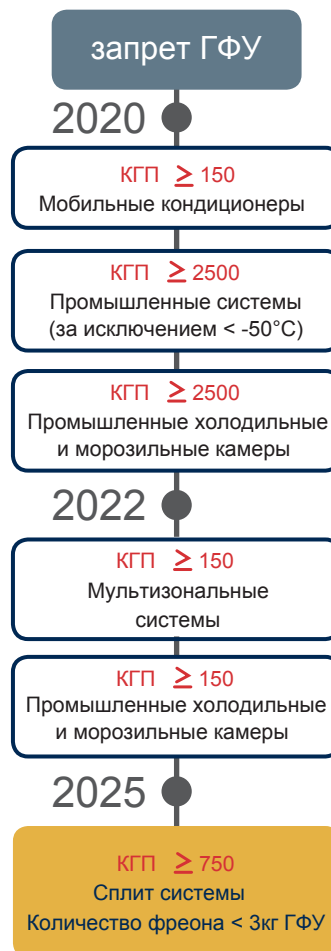 запрет ГФУ
2020
КГП ≥ 150
Мобильные кондиционеры
КГП ≥ 2500
Промышленные системы
(за исключением < -50°C)
КГП ≥ 2500
Промышленные холодильные
и морозильные камеры
2022
КГП ≥ 150
Мультизональные
системы
КГП ≥ 150
Промышленные холодильные
и морозильные камеры
2025
КГП ≥ 750
Сплит системы
Количество фреона < 3кг ГФУ